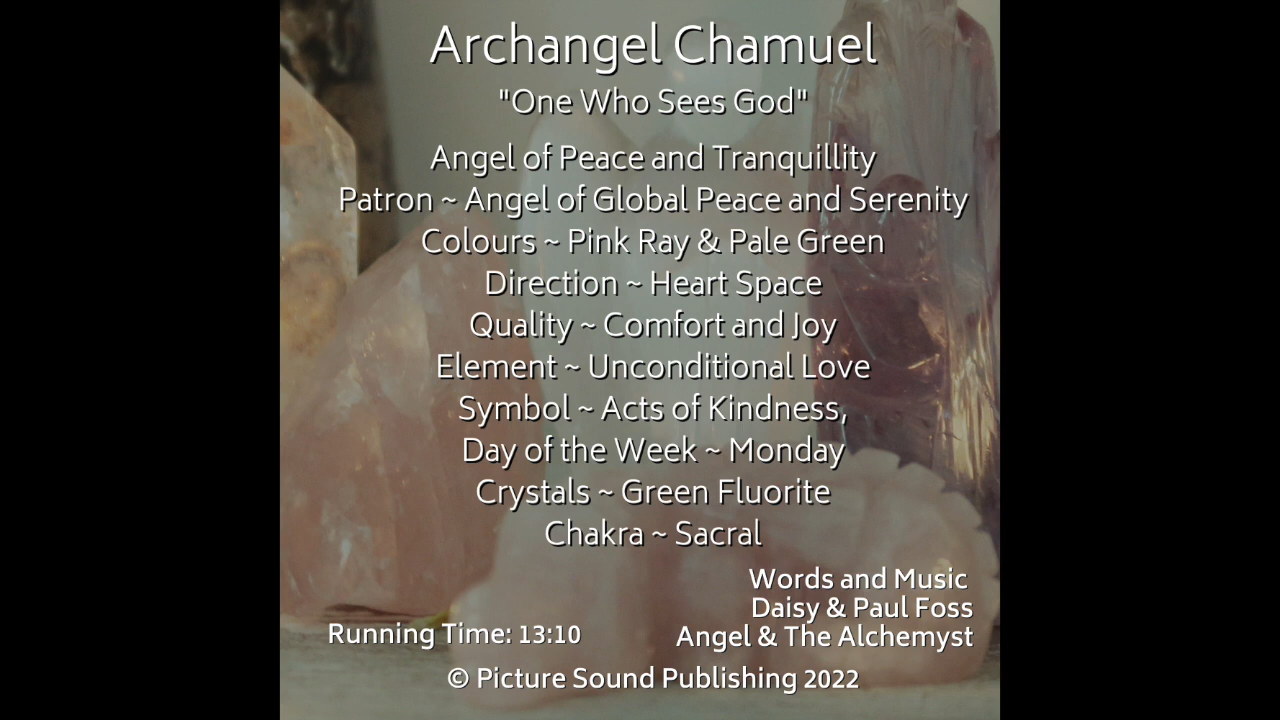 Archangel Chamuel
"One Who Sees God"
Angel of Peace and Tranquillity
Patron ~ Angel of Global Peace and Serenity
Colours ~ Pink Ray & Pale Green
Direction ~ Heart Space
Quality ~ Comfort and Joy
Element ~ Unconditional Love
Symbol ~ Acts of Kindness,
Day of the Week ~ Monday
Crystals ~ Green Fluorite
Chakra ~ Sacral
Words and Music
Daisy & Paul Foss
Angel & The Alchemyst
Running Time: 13:10
© Picture Sound Publishing 2022